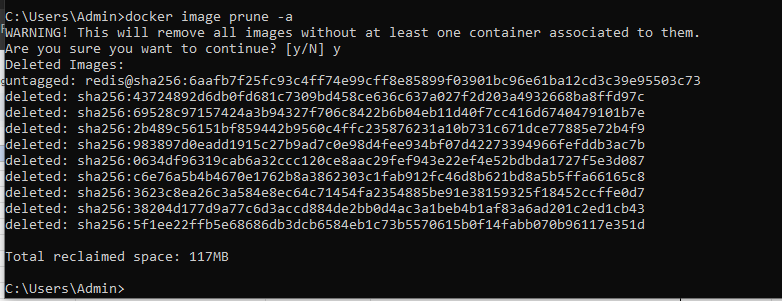 C:\Users\Admin>docker image prune -a
WARNING! This will remove all images without at least one container associated to them.
Are you sure you want to continue? [y/N] y
Deleted Images:
untagged: redis@sha256:6aafb7f25fc93c4ff74e99cff8e85899f03901bc96e61ba12cd3c39e95503c73
deleted: sha256:43724892d6db0fd681c7309bd458ce636c637a027f2d203a4932668ba8ffd97c
deleted: sha256:69528c97157424a3b94327f706c8422b6b04eb11d40f7cc416d6740479101b7e
deleted: sha256:2b489c56151bf859442b9560c4ffc235876231a10b731c671dce77885e72b4f9
deleted: sha256:983897d0eadd1915c27b9ad7c0e98d4fee934bf07d42273394966fefddb3ac7b
deleted: sha256:0634df96319cab6a32ccc120ce8aac29fef943e22ef4e52bdbda1727f5e3d087
deleted: sha256:c6e76a5b4b4670e1762b8a3862303c1fab912fc46d8b621bd8a5b5ffa66165c8
deleted: sha256:3623c8ea26c3a584e8ec64c71454fa2354885be91e38159325f18452ccffe0d7
deleted: sha256:38204d177d9a77c6d3accd884de2bb0d4ac3a1beb4b1af83a6ad201c2ed1cb43
deleted: sha256:5f1ee22ffb5e68686db3dcb6584eb1c73b5570615b0f14fabb070b96117e351d
Total reclaimed space: 117MB
C:\Users\Admin>